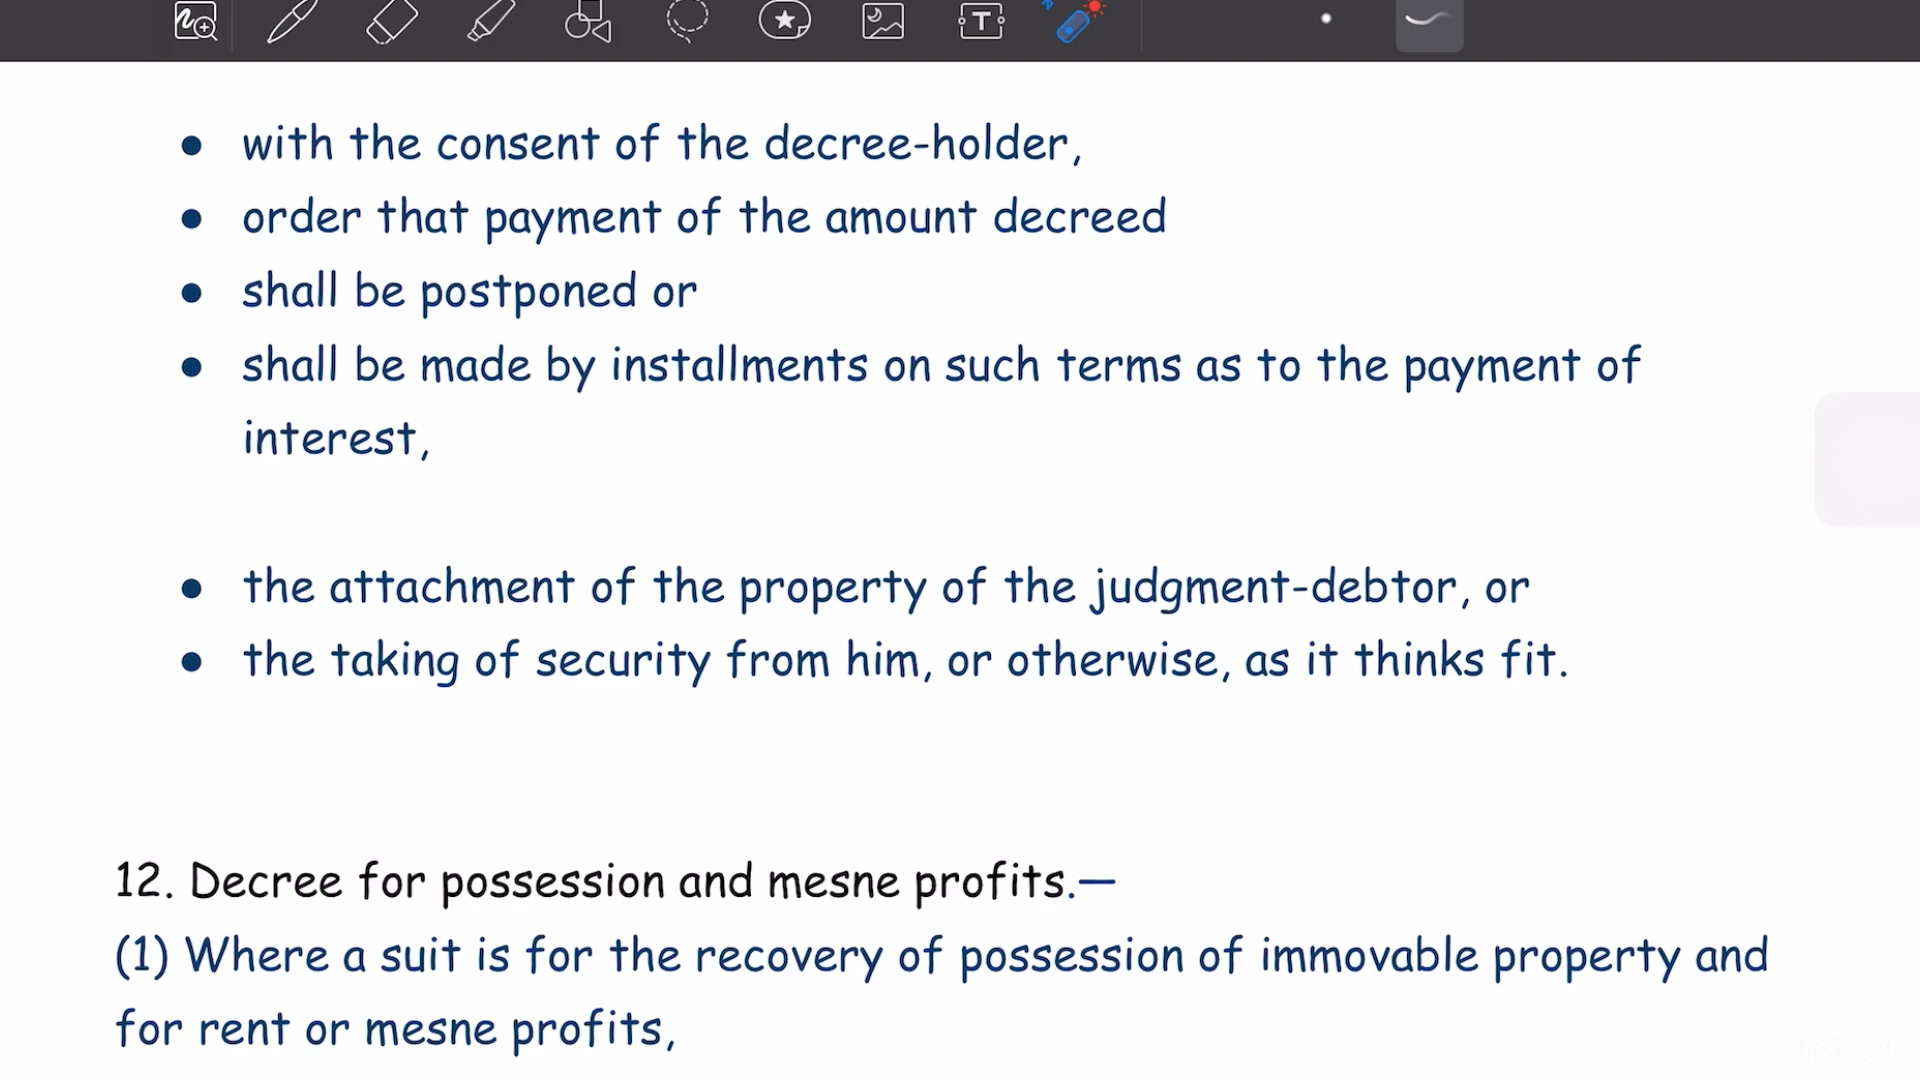 • with the consent of the decree-holder,
• order that payment of the amount decreed
• shall be postponed or
• shall be made by installments on such terms as to the payment of
interest,
• the attachment of the property of the judgment-debtor, or
• the taking of security from him, or otherwise, as it thinks fit.
12. Decree for possession and mesne profits.—
(1) Where a suit is for the recovery of possession of immovable property and
for rent or mesne profits,